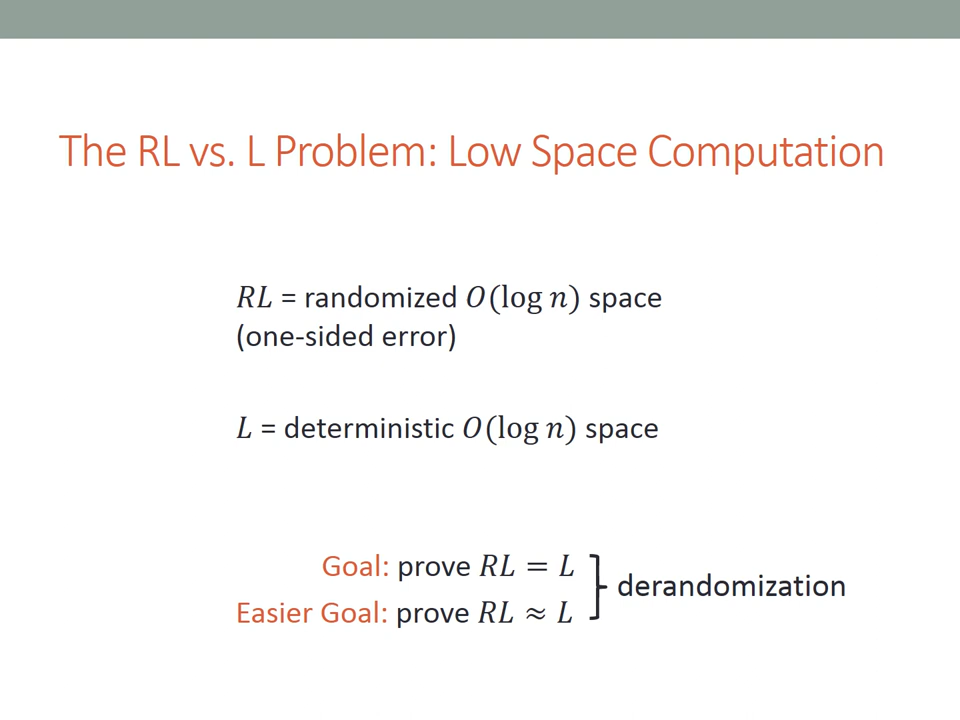 The RL vs. L Problem: Low Space Computation
RL = randomized O(log n) space
(one-sided error)
L = deterministic O(log n) space
Goal: prove RL = L
Easier Goal: prove RL ≈ L
derandomization